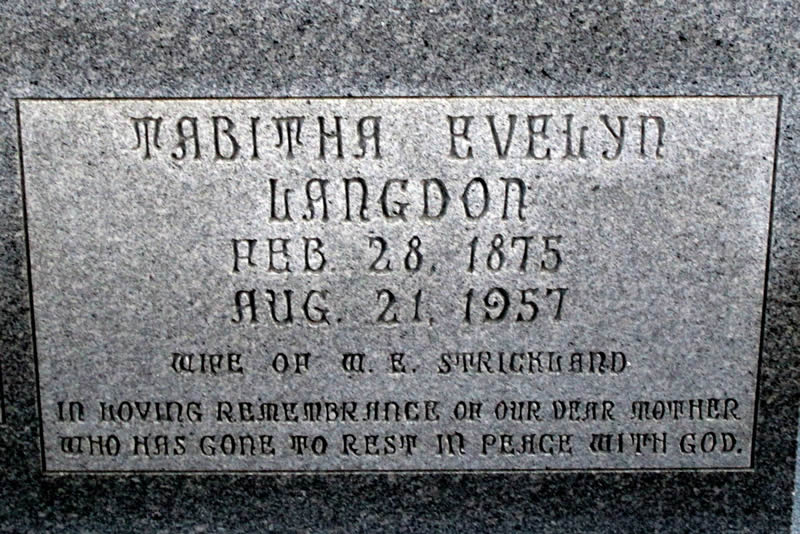 TABITHA EVELYN
LANGDON
FEB. 28, 1875
AUG. 21, 1957
WIFE OF W. E. STRICKLAND
IN LOVING REMEMBRANCE OF OUR DEAR MOTHER
WHO HAS GONE TO REST IN PEACE WITH GOD.